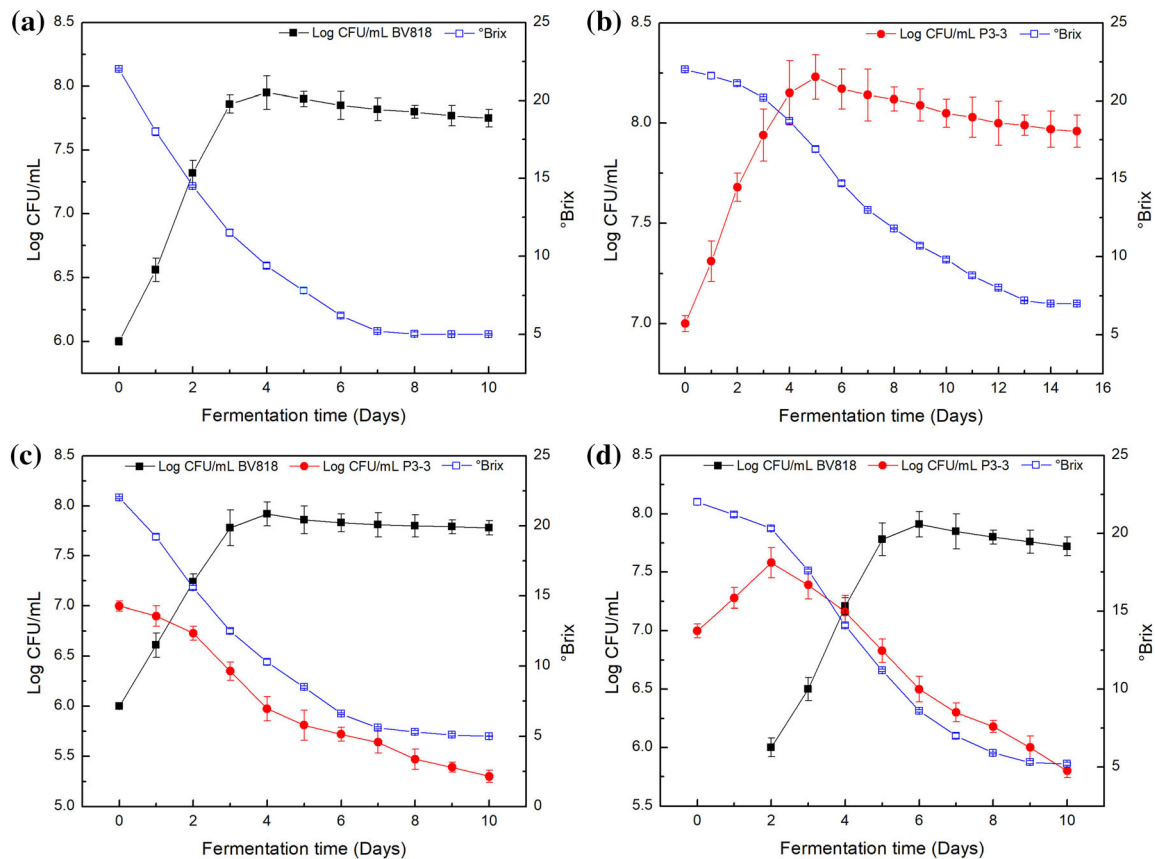 (a)
Log CFU/mL BV818 °Brix
8.5 8.0 7.5 7.0 6.5 6.0
Log CFU/mL
25 20 15 10 5
°Brix
0 2 4 6 8 10
Fermentation time (Days)
(b)
Log CFU/mL P3-3 °Brix
8.5 8.0 7.5 7.0
Log CFU/mL
25 20 15 10 5
°Brix
0 2 4 6 8 10 12 14 16
Fermentation time (Days)
(c)
Log CFU/mL BV818 Log CFU/mL P3-3 °Brix
8.5 8.0 7.5 7.0 6.5 6.0 5.5 5.0
Log CFU/mL
25 20 15 10 5 0
°Brix
0 2 4 6 8 10
Fermentation time (Days)
(d)
Log CFU/mL BV818 Log CFU/mL P3-3 °Brix
8.5 8.0 7.5 7.0 6.5 6.0 5.5
Log CFU/mL
25 20 15 10 5
°Brix
0 2 4 6 8 10
Fermentation time (Days)